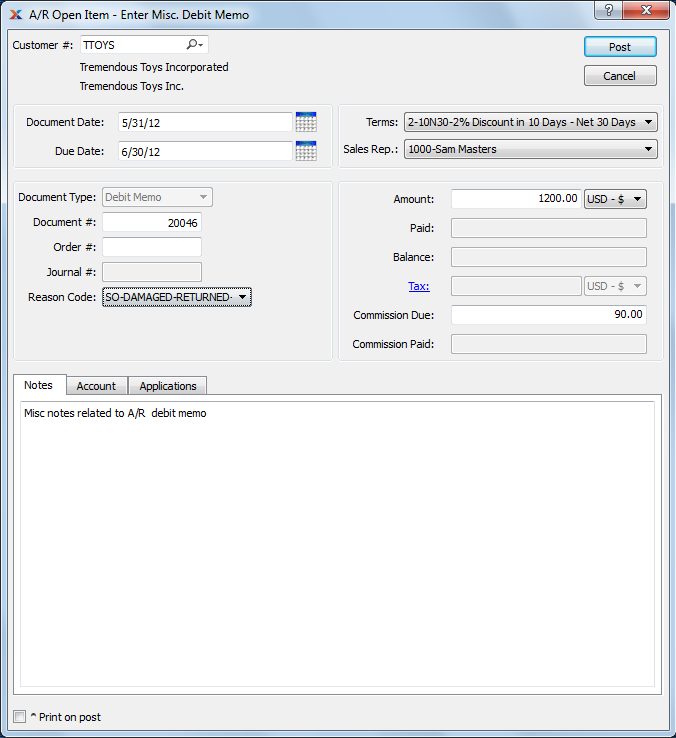 A/R Open Item - Enter Misc. Debit Memo
?
Customer #: TTOYS
Post
Tremendous Toys Incorporated
Cancel
Tremendous Toys Inc.
Document Date: 5/31/12
Due Date: 6/30/12
Terms: 2-10N30-2% Discount in 10 Days - Net 30 Days
Sales Rep.: 1000-Sam Masters
Document Type: Debit Memo
Document #: 20046
Order #:
Journal #:
Reason Code: SO-DAMAGED-RETURNED-
Amount: 1200.00 USD - $
Paid:
Balance:
Tax: USD - $
Commission Due: 90.00
Commission Paid:
Notes Account Applications
Misc notes related to A/R  debit memo
^ Print on post